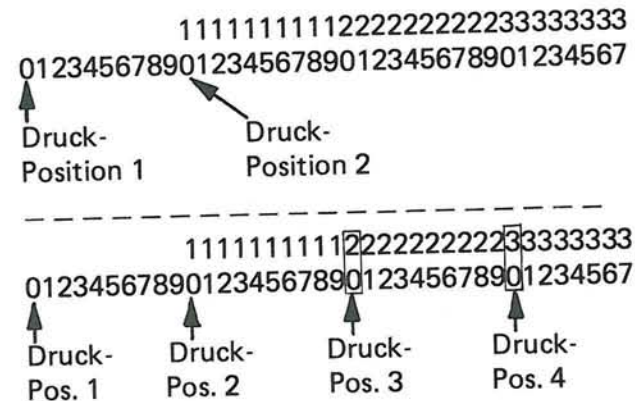 1111111111222222222233333333
01234567890123456789012345678901234567
Druck- Druck-
Position 1 Position 2
1111111111222222222233333333
01234567890123456789012345678901234567
Druck- Druck- Druck- Druck-
Pos. 1 Pos. 2 Pos. 3 Pos. 4